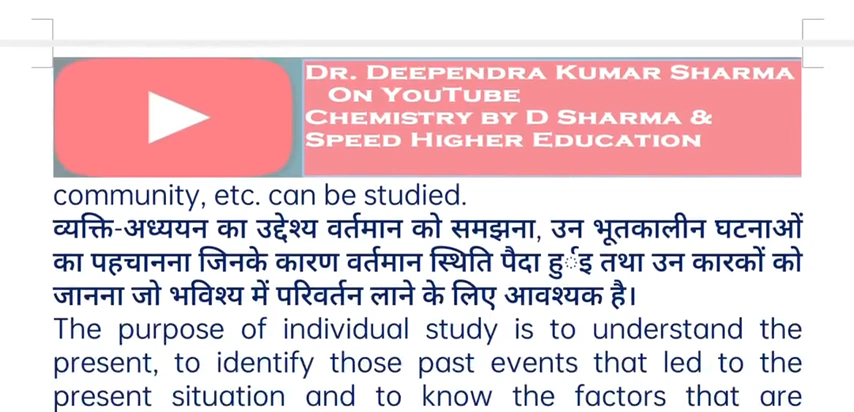 DR. DEEPENDRA KUMAR SHARMA
ON YOUTUBE
CHEMISTRY BY D SHARMA &
SPEED HIGHER EDUCATION
community, etc. can be studied.
व्यक्ति-अध्ययन का उद्देश्य वर्तमान को समझना, उन भूतकालीन घटनाओं
का पहचानना जिनके कारण वर्तमान स्थिति पैदा हुर्इ तथा उन कारकों को
जानना जो भविश्य में परिवर्तन लाने के लिए आवश्यक है।
The purpose of individual study is to understand the
present, to identify those past events that led to the
present situation and to know the factors that are